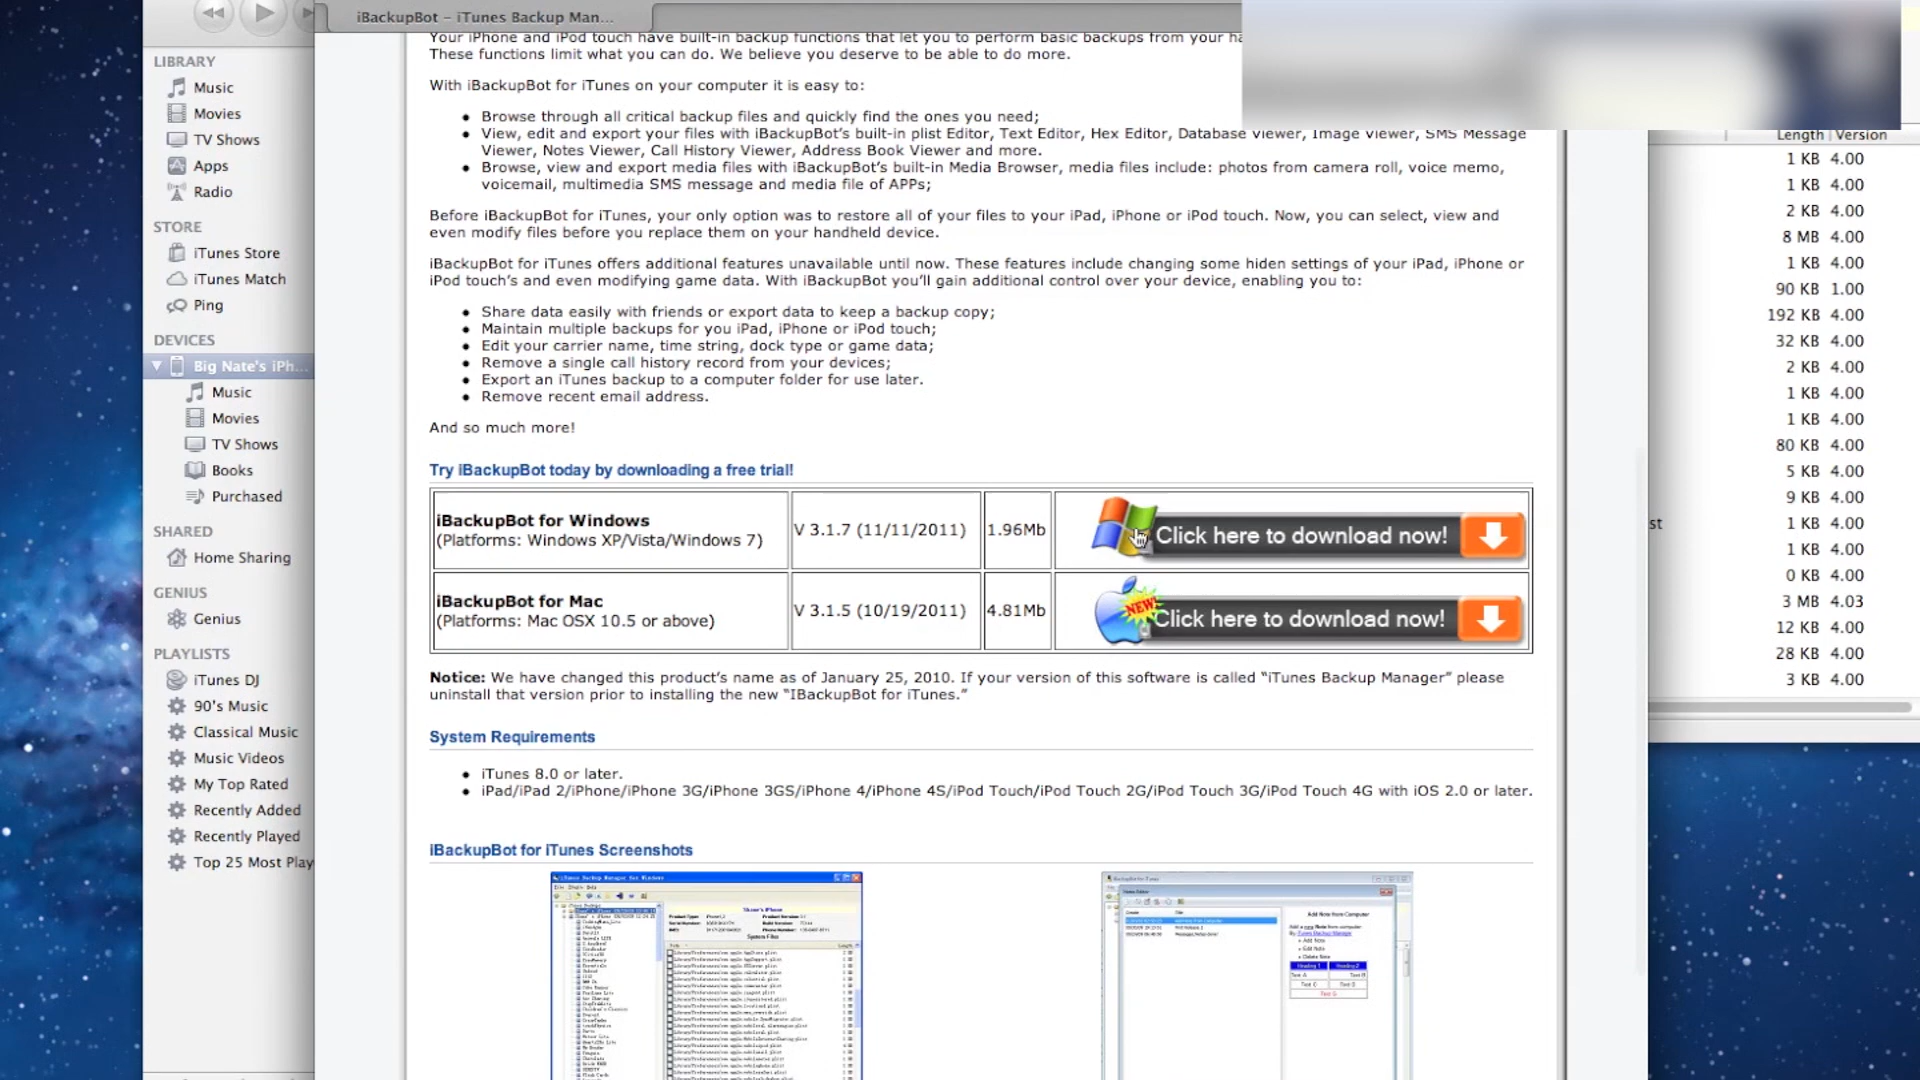 iBackupBot – iTunes Backup Man...
LIBRARY
Music
Movies
TV Shows
Apps
Radio
STORE
iTunes Store
iTunes Match
Ping
DEVICES
Big Nate's iPh...
Music
Movies
TV Shows
Books
Purchased
SHARED
Home Sharing
GENIUS
Genius
PLAYLISTS
iTunes DJ
90's Music
Classical Music
Music Videos
My Top Rated
Recently Added
Recently Played
Top 25 Most Play
Your iPhone and iPod touch have built-in backup functions that let you to perform basic backups from your ha
These functions limit what you can do. We believe you deserve to be able to do more.
With iBackupBot for iTunes on your computer it is easy to:
Browse through all critical backup files and quickly find the ones you need;
View, edit and export your files with iBackupBot's built-in plist Editor, Text Editor, Hex Editor, Database Viewer, Image Viewer, SMS Message
Viewer, Notes Viewer, Call History Viewer, Address Book Viewer and more.
Browse, view and export media files with iBackupBot's built-in Media Browser, media files include: photos from camera roll, voice memo,
voicemail, multimedia SMS message and media file of APPs;
Before iBackupBot for iTunes, your only option was to restore all of your files to your iPad, iPhone or iPod touch. Now, you can select, view and
even modify files before you replace them on your handheld device.
iBackupBot for iTunes offers additional features unavailable until now. These features include changing some hiden settings of your iPad, iPhone or
iPod touch's and even modifying game data. With iBackupBot you'll gain additional control over your device, enabling you to:
Share data easily with friends or export data to keep a backup copy;
Maintain multiple backups for you iPad, iPhone or iPod touch;
Edit your carrier name, time string, dock type or game data;
Remove a single call history record from your devices;
Export an iTunes backup to a computer folder for use later.
Remove recent email address.
And so much more!
Try iBackupBot today by downloading a free trial!
iBackupBot for Windows
(Platforms: Windows XP/Vista/Windows 7)
V 3.1.7 (11/11/2011)
1.96Mb
Click here to download now!
iBackupBot for Mac
(Platforms: Mac OSX 10.5 or above)
V 3.1.5 (10/19/2011)
4.81Mb
NEW!
Click here to download now!
Notice: We have changed this product's name as of January 25, 2010. If your version of this software is called “iTunes Backup Manager” please
uninstall that version prior to installing the new “IBackupBot for iTunes.”
System Requirements
iTunes 8.0 or later.
iPad/iPad 2/iPhone/iPhone 3G/iPhone 3GS/iPhone 4/iPhone 4S/iPod Touch/iPod Touch 2G/iPod Touch 3G/iPod Touch 4G with iOS 2.0 or later.
iBackupBot for iTunes Screenshots
Length Version
1 KB 4.00
1 KB 4.00
2 KB 4.00
8 MB 4.00
1 KB 4.00
90 KB 1.00
192 KB 4.00
32 KB 4.00
2 KB 4.00
1 KB 4.00
1 KB 4.00
80 KB 4.00
5 KB 4.00
9 KB 4.00
st 1 KB 4.00
1 KB 4.00
0 KB 4.00
3 MB 4.03
12 KB 4.00
28 KB 4.00
3 KB 4.00